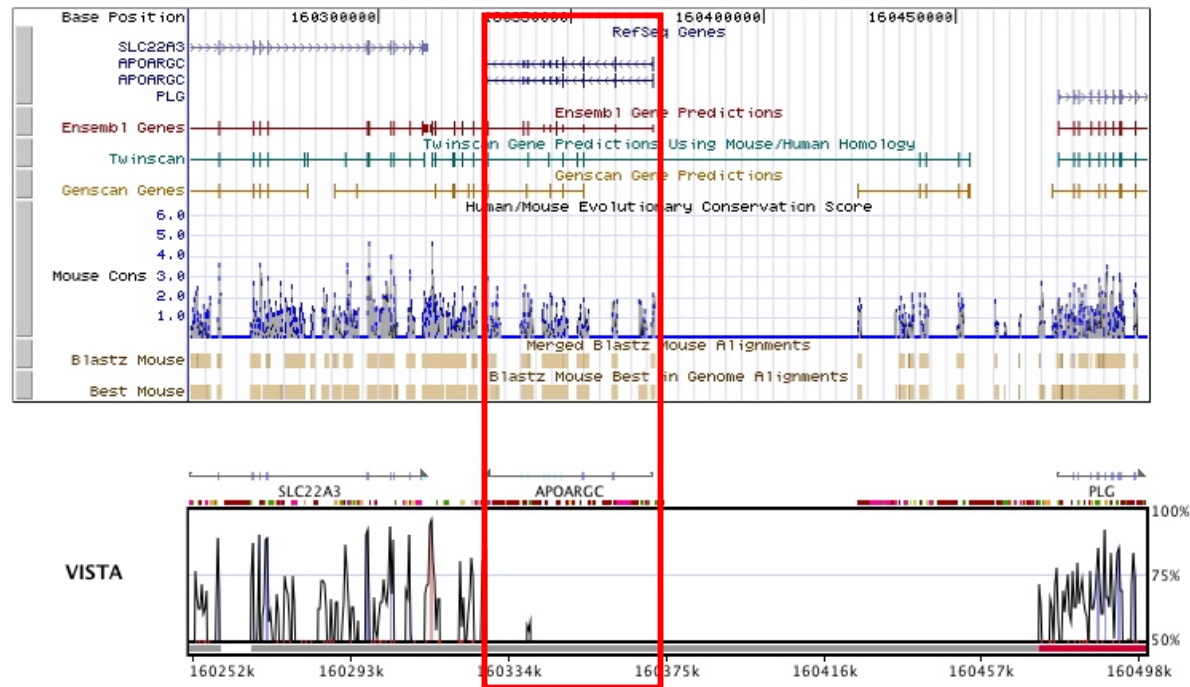 Base Position 160300000| 160350000| 160400000| 160450000|
RefSeq Genes
SLC22A3
APOARGC
APOARGC
PLG
Ensembl Gene Predictions
Ensembl Genes
Twinscan Gene Predictions Using Mouse/Human Homology
Twinscan
Genscan Gene Predictions
Genscan Genes
Human/Mouse Evolutionary Conservation Score
6.0
5.0
4.0
Mouse Cons 3.0
2.0
1.0
Merged Blastz Mouse Alignments
Blastz Mouse
Blastz Mouse Best in Genome Alignments
Best Mouse
SLC22A3 APOARGC PLG
100%
VISTA 75%
50%
160252k 160293k 160334k 160375k 160416k 160457k 160498k